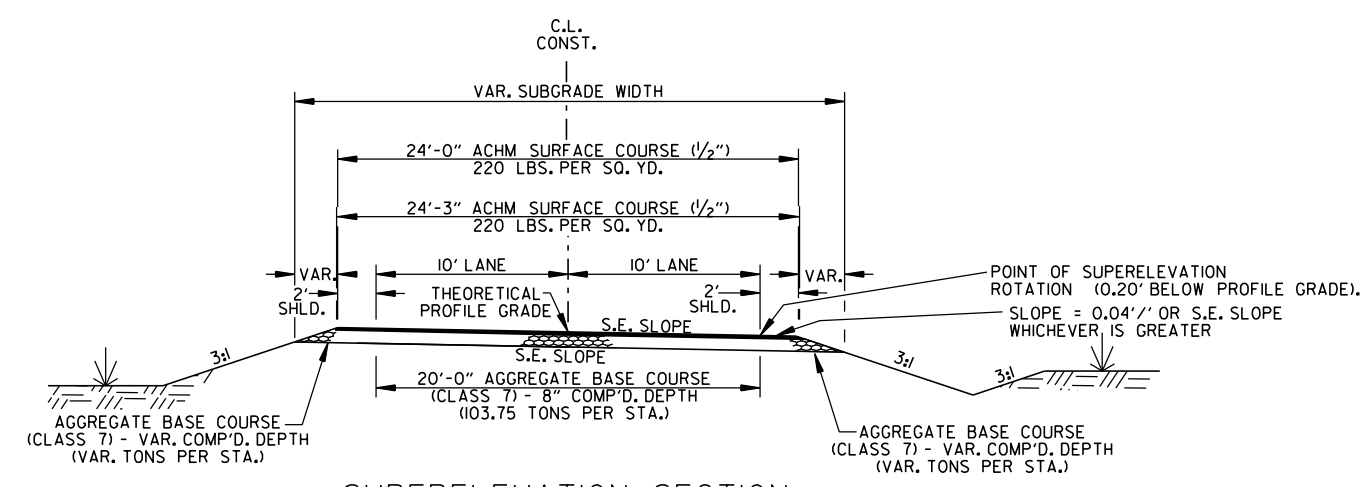 C.L.
CONST.
VAR. SUBGRADE WIDTH
24'-0" ACHM SURFACE COURSE (1/2")
220 LBS. PER SQ. YD.
24'-3" ACHM SURFACE COURSE (1/2")
220 LBS. PER SQ. YD.
VAR.
10' LANE
10' LANE
VAR.
2'
SHLD.
THEORETICAL
PROFILE GRADE
2'
SHLD.
POINT OF SUPERELEVATION
ROTATION (0.20' BELOW PROFILE GRADE).
SLOPE = 0.04'/' OR S.E. SLOPE
WHICHEVER IS GREATER
S.E. SLOPE
S.E. SLOPE
3:1
3:1
3:1
20'-0" AGGREGATE BASE COURSE
(CLASS 7) - 8" COMP'D. DEPTH
(103.75 TONS PER STA.)
AGGREGATE BASE COURSE
(CLASS 7) - VAR. COMP'D. DEPTH
(VAR. TONS PER STA.)
AGGREGATE BASE COURSE
(CLASS 7) - VAR. COMP'D. DEPTH
(VAR. TONS PER STA.)
SUPERELEVATION SECTION